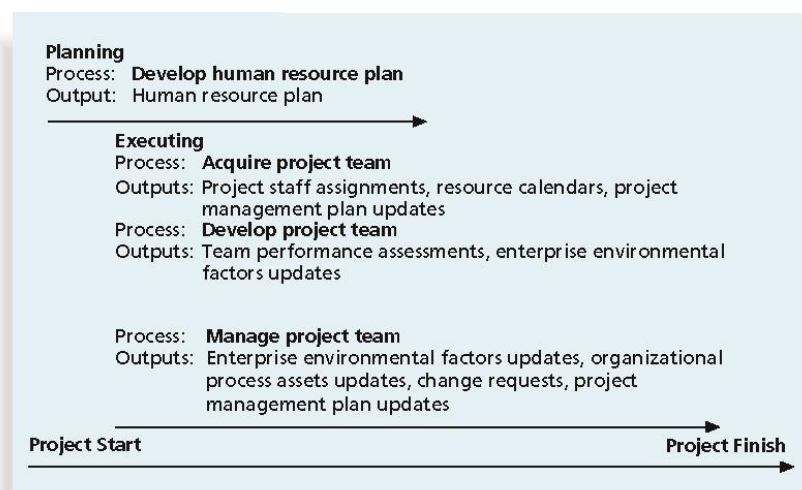 Planning
Process: Develop human resource plan
Output: Human resource plan
Executing
Process: Acquire project team
Outputs: Project staff assignments, resource calendars, project
management plan updates
Process: Develop project team
Outputs: Team performance assessments, enterprise environmental
factors updates
Process: Manage project team
Outputs: Enterprise environmental factors updates, organizational
process assets updates, change requests, project
management plan updates
Project Start
Project Finish